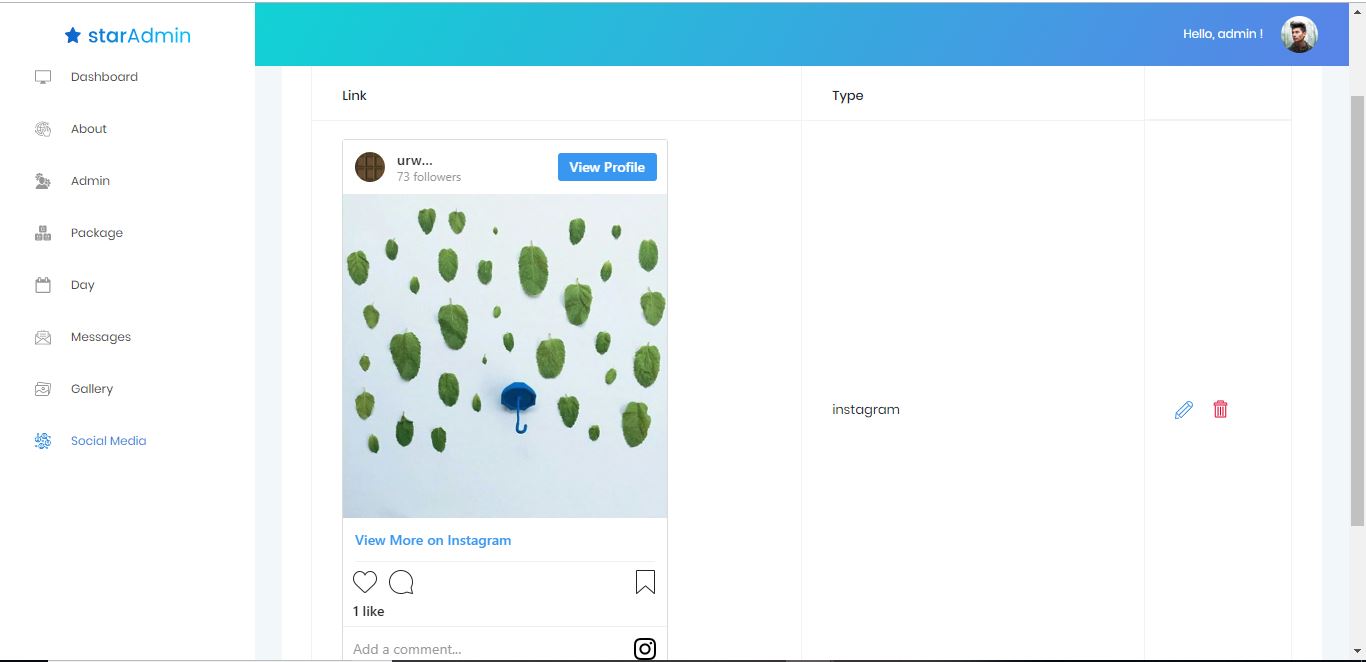 starAdmin
Hello, admin !
Dashboard
About
Admin
Package
Day
Messages
Gallery
Social Media
Link
Type
urw...
73 followers
View Profile
View More on Instagram
1 like
Add a comment...
instagram